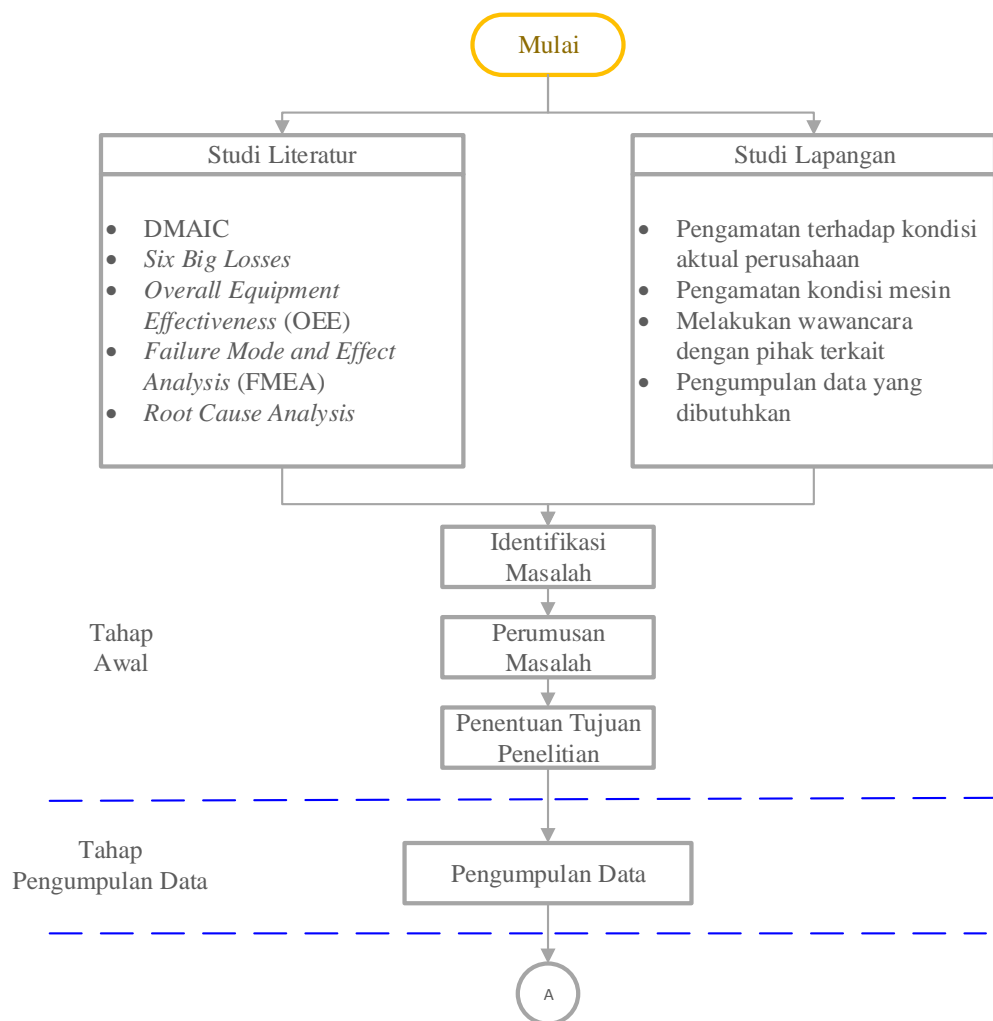 Mulai
Studi Literatur
• DMAIC
• Six Big Losses
• Overall Equipment
Effectiveness (OEE)
• Failure Mode and Effect
Analysis (FMEA)
• Root Cause Analysis
Studi Lapangan
• Pengamatan terhadap kondisi
aktual perusahaan
• Pengamatan kondisi mesin
• Melakukan wawancara
dengan pihak terkait
• Pengumpulan data yang
dibutuhkan
Identifikasi
Masalah
Tahap
Awal
Perumusan
Masalah
Penentuan Tujuan
Penelitian
Tahap
Pengumpulan Data
Pengumpulan Data
A